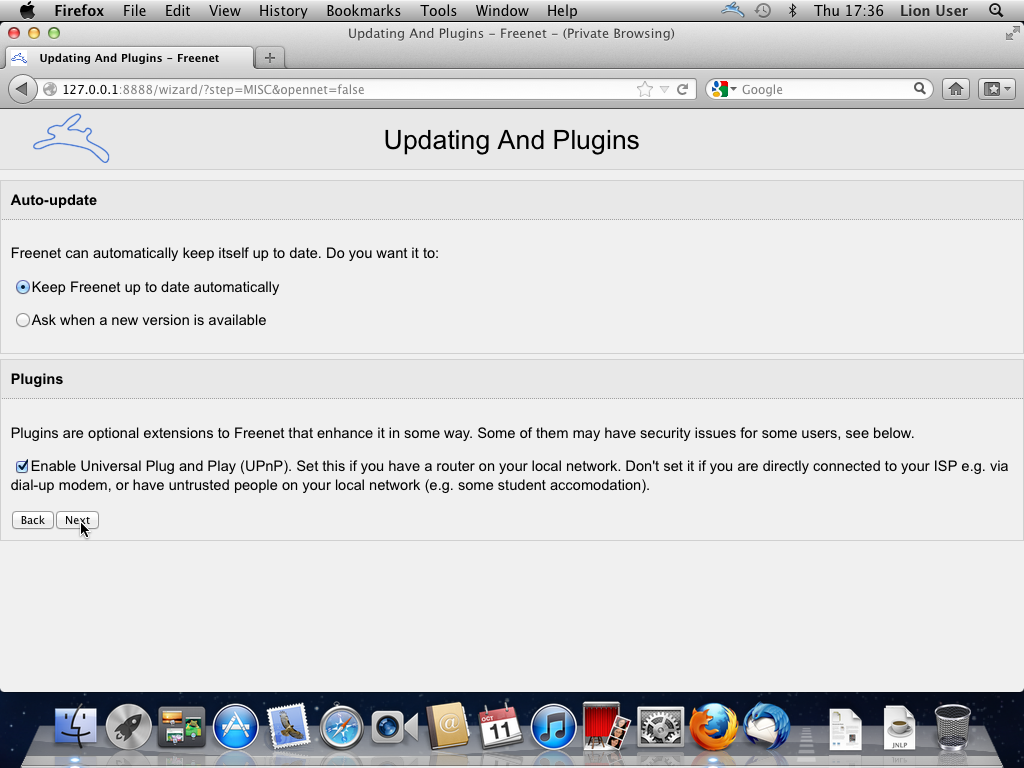 Firefox File Edit View History Bookmarks Tools Window Help Thu 17:36 Lion User
Updating And Plugins – Freenet – (Private Browsing)
Updating And Plugins – Freenet
127.0.0.1:8888/wizard/?step=MISC&opennet=false Google
Updating And Plugins
Auto-update
Freenet can automatically keep itself up to date. Do you want it to:
Keep Freenet up to date automatically
Ask when a new version is available
Plugins
Plugins are optional extensions to Freenet that enhance it in some way. Some of them may have security issues for some users, see below.
Enable Universal Plug and Play (UPnP). Set this if you have a router on your local network. Don't set it if you are directly connected to your ISP e.g. via
dial-up modem, or have untrusted people on your local network (e.g. some student accomodation).
Back Next
OCT
11
JNLP